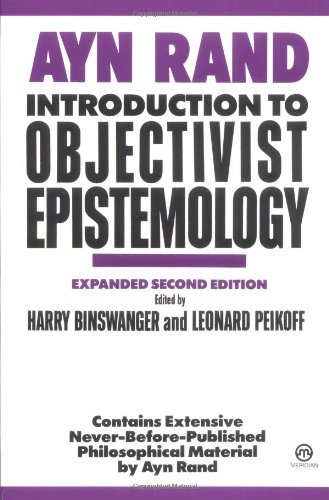 AYN RAND
INTRODUCTION TO
OBJECTIVIST
EPISTEMOLOGY
EXPANDED SECOND EDITION
Edited by
HARRY BINSWANGER and LEONARD PEIKOFF
Contains Extensive
Never-Before-Published
Philosophical Material
by Ayn Rand
MERIDIAN